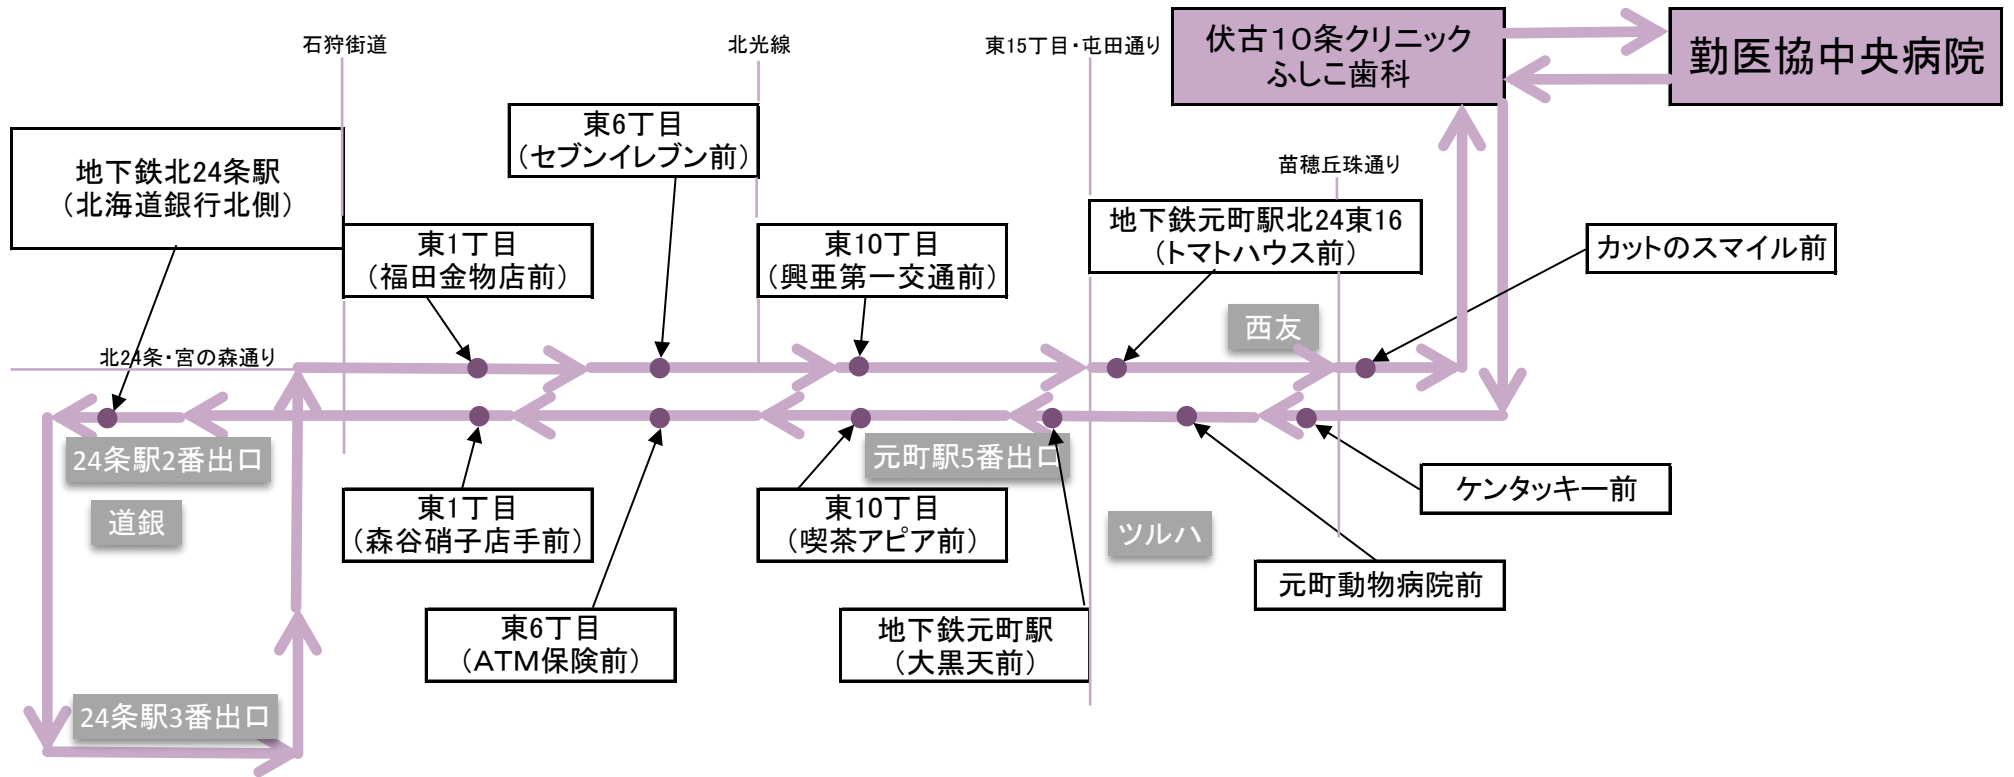 石狩街道
北光線
東15丁目・屯田通り
伏古10条クリニック
ふしこ歯科
勤医協中央病院
地下鉄北24条駅
(北海道銀行北側)
東6丁目
(セブンイレブン前)
苗穂丘珠通り
東1丁目
(福田金物店前)
東10丁目
(興亜第一交通前)
地下鉄元町駅北24東16
(トマトハウス前)
カットのスマイル前
西友
北24条・宮の森通り
24条駅2番出口
元町駅5番出口
道銀
東1丁目
(森谷硝子店手前)
東10丁目
(喫茶アピア前)
ツルハ
ケンタッキー前
元町動物病院前
東6丁目
(ATM保険前)
地下鉄元町駅
(大黒天前)
24条駅3番出口